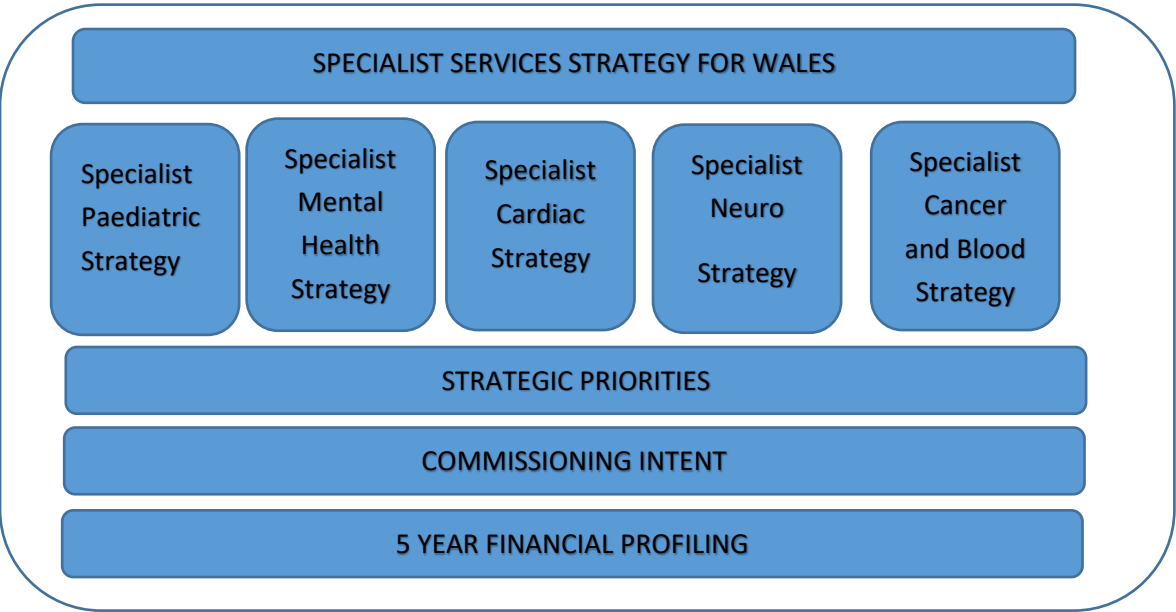 SPECIALIST SERVICES STRATEGY FOR WALES
Specialist
Paediatric
Strategy
Specialist
Mental
Health
Strategy
Specialist
Cardiac
Strategy
Specialist
Neuro
Strategy
Specialist
Cancer
and Blood
Strategy
STRATEGIC PRIORITIES
COMMISSIONING INTENT
5 YEAR FINANCIAL PROFILING